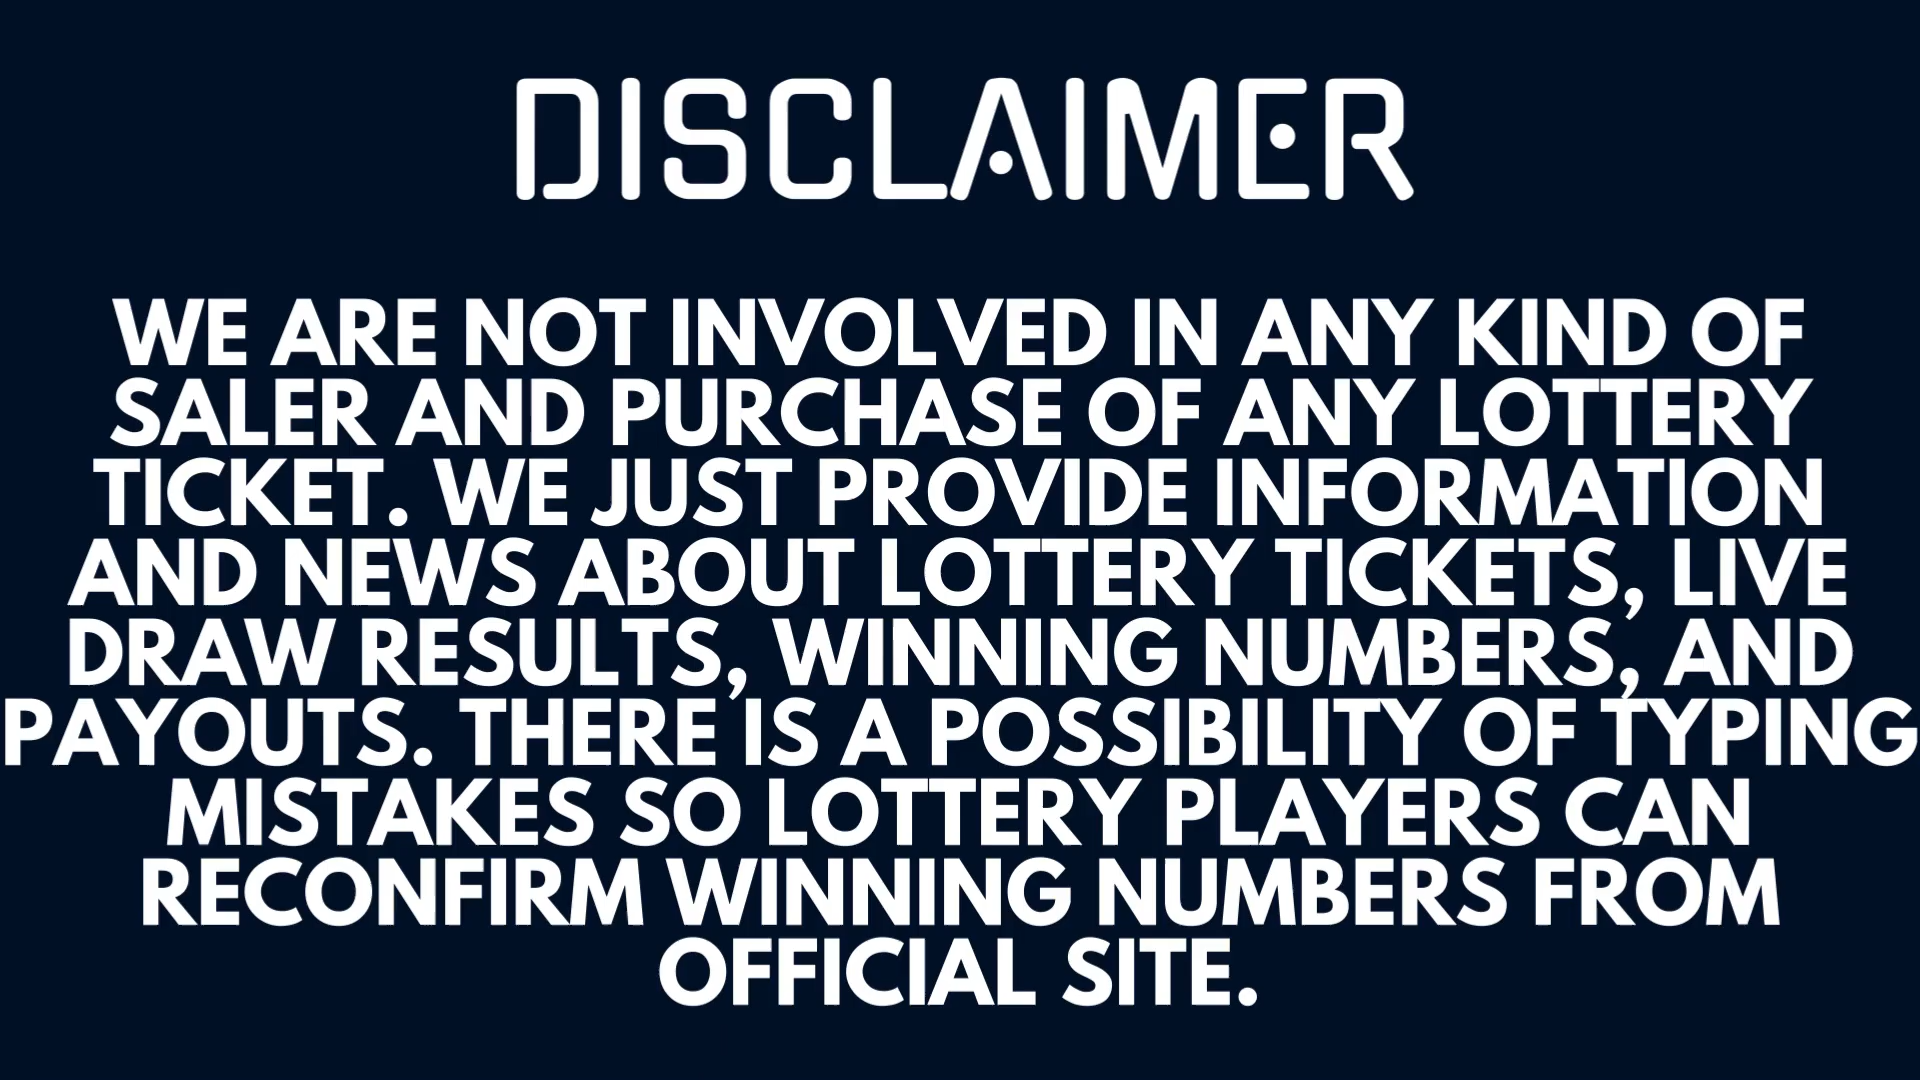 DISCLAIMER
WE ARE NOT INVOLVED IN ANY KIND OF
SALER AND PURCHASE OF ANY LOTTERY
TICKET. WE JUST PROVIDE INFORMATION
AND NEWS ABOUT LOTTERY TICKETS, LIVE
DRAW RESULTS, WINNING NUMBERS, AND
PAYOUTS. THERE IS A POSSIBILITY OF TYPING
MISTAKES SO LOTTERY PLAYERS CAN
RECONFIRM WINNING NUMBERS FROM
OFFICIAL SITE.